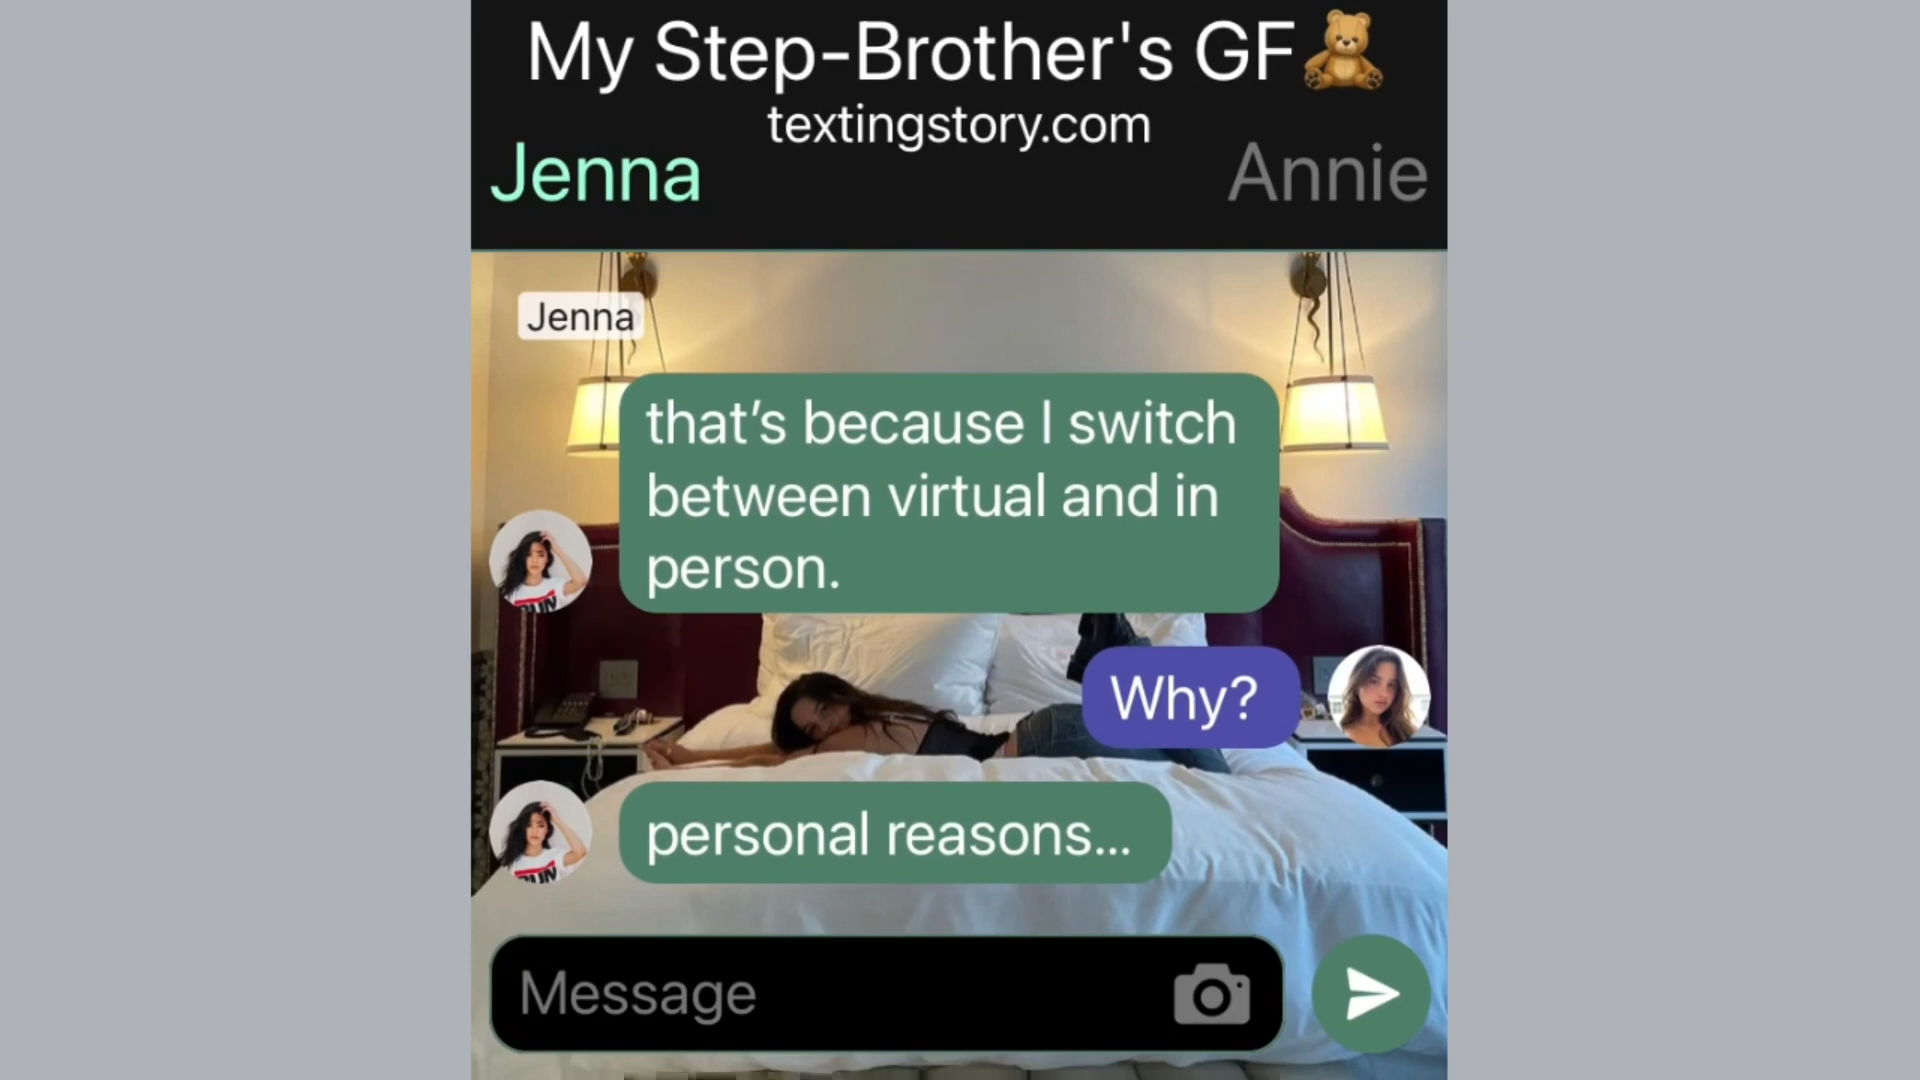 My Step-Brother's GF🧸
textingstory.com
Jenna
Annie
Jenna
that’s because I switch
between virtual and in
person.
Why?
personal reasons...
Message